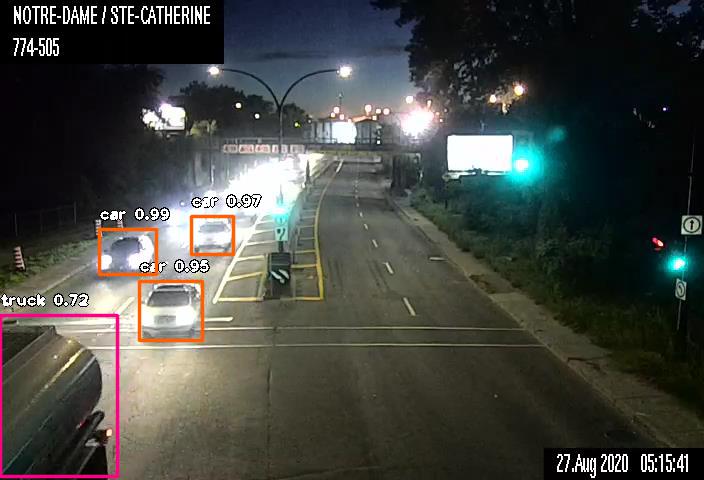 NOTRE-DAME / STE-CATHERINE
774-505
car 0.97
car 0.99
car 0.95
truck 0.72
27.Aug 2020 05:15:41